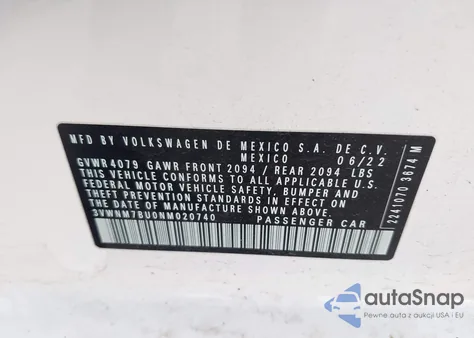 MFD BY VOLKSWAGEN DE MEXICO S.A. DE C.V.
MEXICO 06/22
GVWR 4079 GAWR FRONT 2094 / REAR 2094 LBS
THIS VEHICLE CONFORMS TO ALL APPLICABLE U.S.
FEDERAL MOTOR VEHICLE SAFETY, BUMPER AND
THEFT PREVENTION STANDARDS IN EFFECT ON THE
DATE OF MANUFACTURE SHOWN ABOVE
3VWNM7BU0NM020740 PASSENGER CAR
2241070 3674 M
autoSnap
Pewne auta z aukcji USA i EU